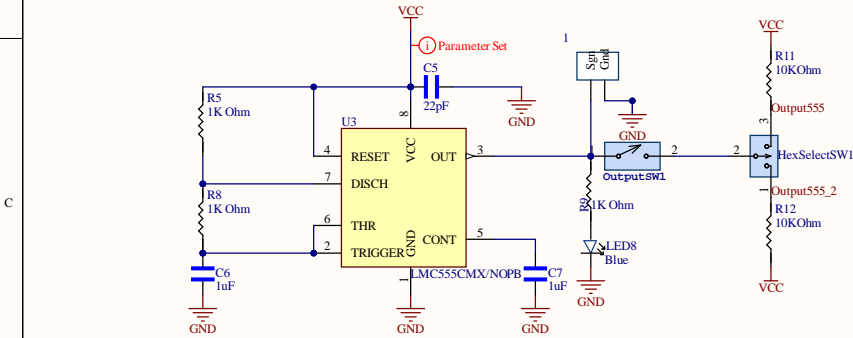 VCC
i Parameter Set
C5
22pF
GND
1
Sgn
Gnd
GND
VCC
R11
10KOhm
Output555
3
R5
1K Ohm
U3
8
4 RESET
VCC
OUT 3
7 DISCH
R8
1K Ohm
6 THR
2 TRIGGER
GND
CONT 5
1
LMC555CMX/NOPB
C6
1uF
GND
GND
C7
1uF
GND
2
OutputSW1
R9
1K Ohm
LED8
Blue
GND
2
HexSelectSW1
1
Output555_2
R12
10KOhm
VCC
C